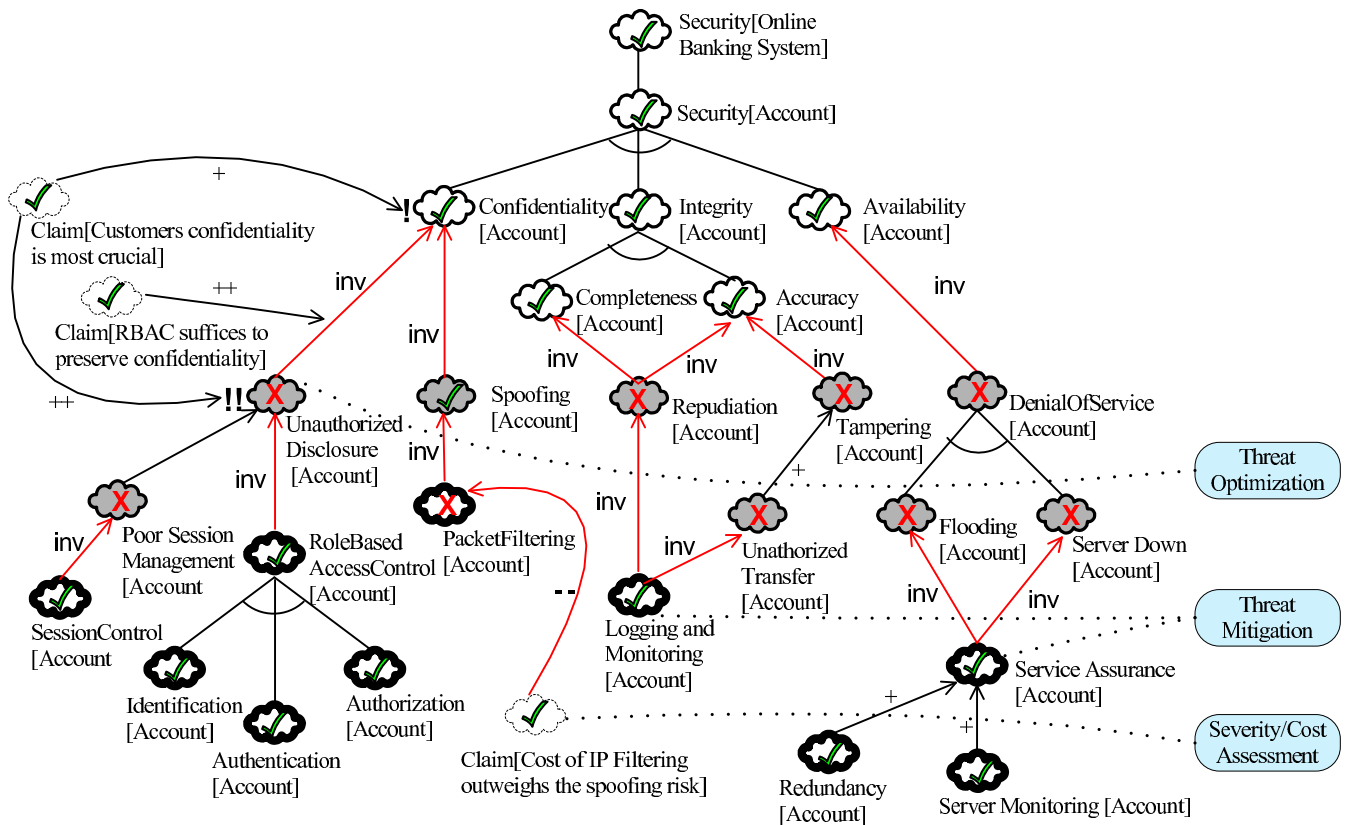 Security[Online
Banking System]
Security[Account]
+
!
Confidentiality
[Account]
Integrity
[Account]
Availability
[Account]
Claim[Customers confidentiality
is most crucial]
inv
++
inv
Completeness
[Account]
Accuracy
[Account]
Claim[RBAC suffices to
preserve confidentiality]
inv
inv
inv
inv
++
!!
X
Unauthorized
Disclosure
[Account]
Spoofing
[Account]
X
Repudiation
[Account]
X
Tampering
[Account]
X
DenialOfService
[Account]
inv
inv
+
Threat
Optimization
X
Poor Session
Management
[Account
inv
X
PacketFiltering
[Account]
inv
X
Unathorized
Transfer
[Account]
inv
X
Flooding
[Account]
X
Server Down
[Account]
RoleBased
AccessControl
[Account]
--
inv
inv
SessionControl
[Account
Logging and
Monitoring
[Account]
Threat
Mitigation
Identification
[Account]
Authorization
[Account]
Service Assurance
[Account]
+
+
Authentication
[Account]
Claim[Cost of IP Filtering
outweighs the spoofing risk]
Severity/Cost
Assessment
Redundancy
[Account]
Server Monitoring [Account]